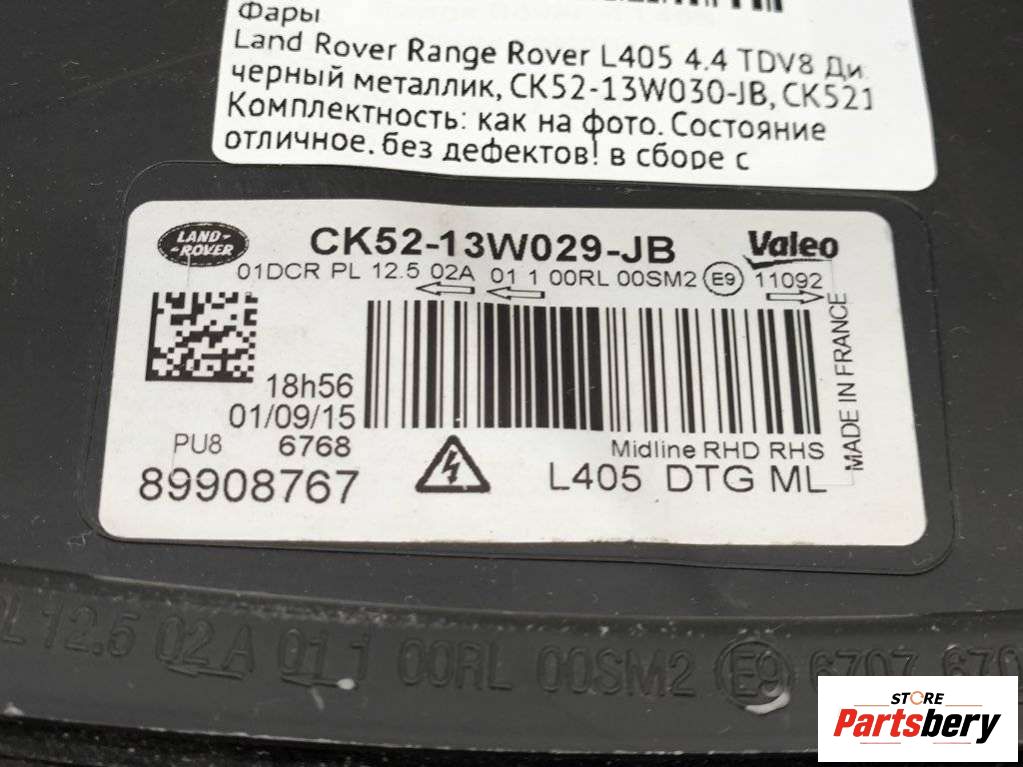 Фары
Land Rover Range Rover L405 4.4 TDV8 Ди
черный металлик, CK52-13W030-JB, CK521
Комплектность: как на фото. Состояние
отличное. без дефектов! в сборе с
LAND-
-ROVER
CK52-13W029-JB
Valeo
01DCR PL 12.5 02A 01 1 00RL 00SM2 E9 11092
18h56
01/09/15
PU8 6768
89908767
Midline RHD RHS
L405 DTG ML
MADE IN FRANCE
L 12.5 02A 01 1 00RL 00SM2 E9 6707 670
STORE
Partsbery